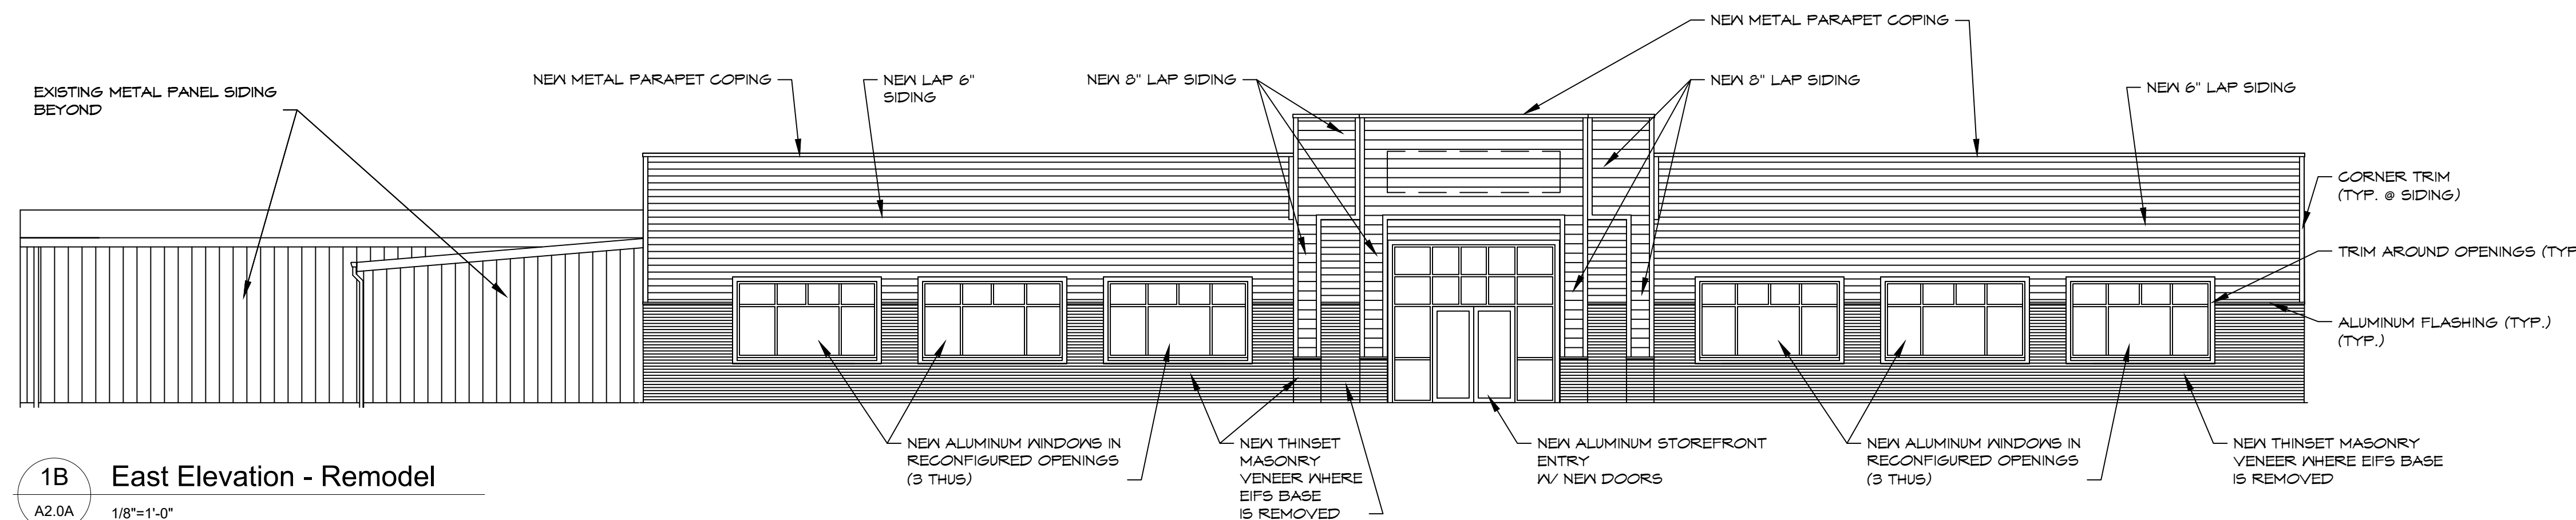 NEW METAL PARAPET COPING
EXISTING METAL PANEL SIDING
BEYOND
NEW METAL PARAPET COPING
NEW LAP 6"
SIDING
NEW 8" LAP SIDING
NEW 8" LAP SIDING
NEW 6" LAP SIDING
CORNER TRIM
(TYP. @ SIDING)
TRIM AROUND OPENINGS (TYP
ALUMINUM FLASHING (TYP.)
(TYP.)
NEW ALUMINUM WINDOWS IN
RECONFIGURED OPENINGS
(3 THUS)
NEW THINSET
MASONRY
VENEER WHERE
EIFS BASE
IS REMOVED
NEW ALUMINUM STOREFRONT
ENTRY
W/ NEW DOORS
NEW ALUMINUM WINDOWS IN
RECONFIGURED OPENINGS
(3 THUS)
NEW THINSET MASONRY
VENEER WHERE EIFS BASE
IS REMOVED
1B
A2.0A
East Elevation - Remodel
1/8"=1'-0"